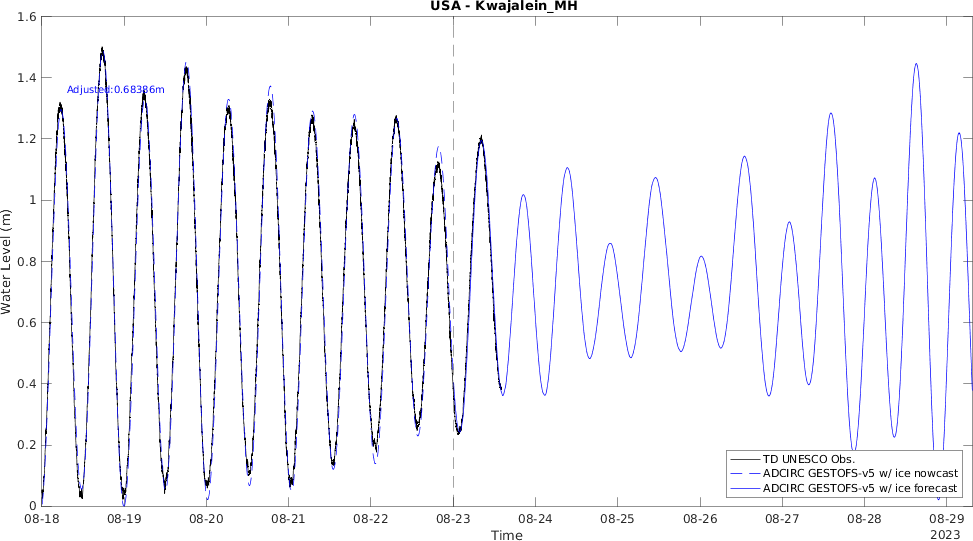 USA - Kwajalein_MH
1.6
1.4
1.2
1
0.8
0.6
0.4
0.2
0
Water Level (m)
Adjusted:0.68386m
TD UNESCO Obs.
ADCIRC GESTOFS-v5 w/ ice nowcast
ADCIRC GESTOFS-v5 w/ ice forecast
08-18 08-19 08-20 08-21 08-22 08-23 08-24 08-25 08-26 08-27 08-28 08-29
2023
Time